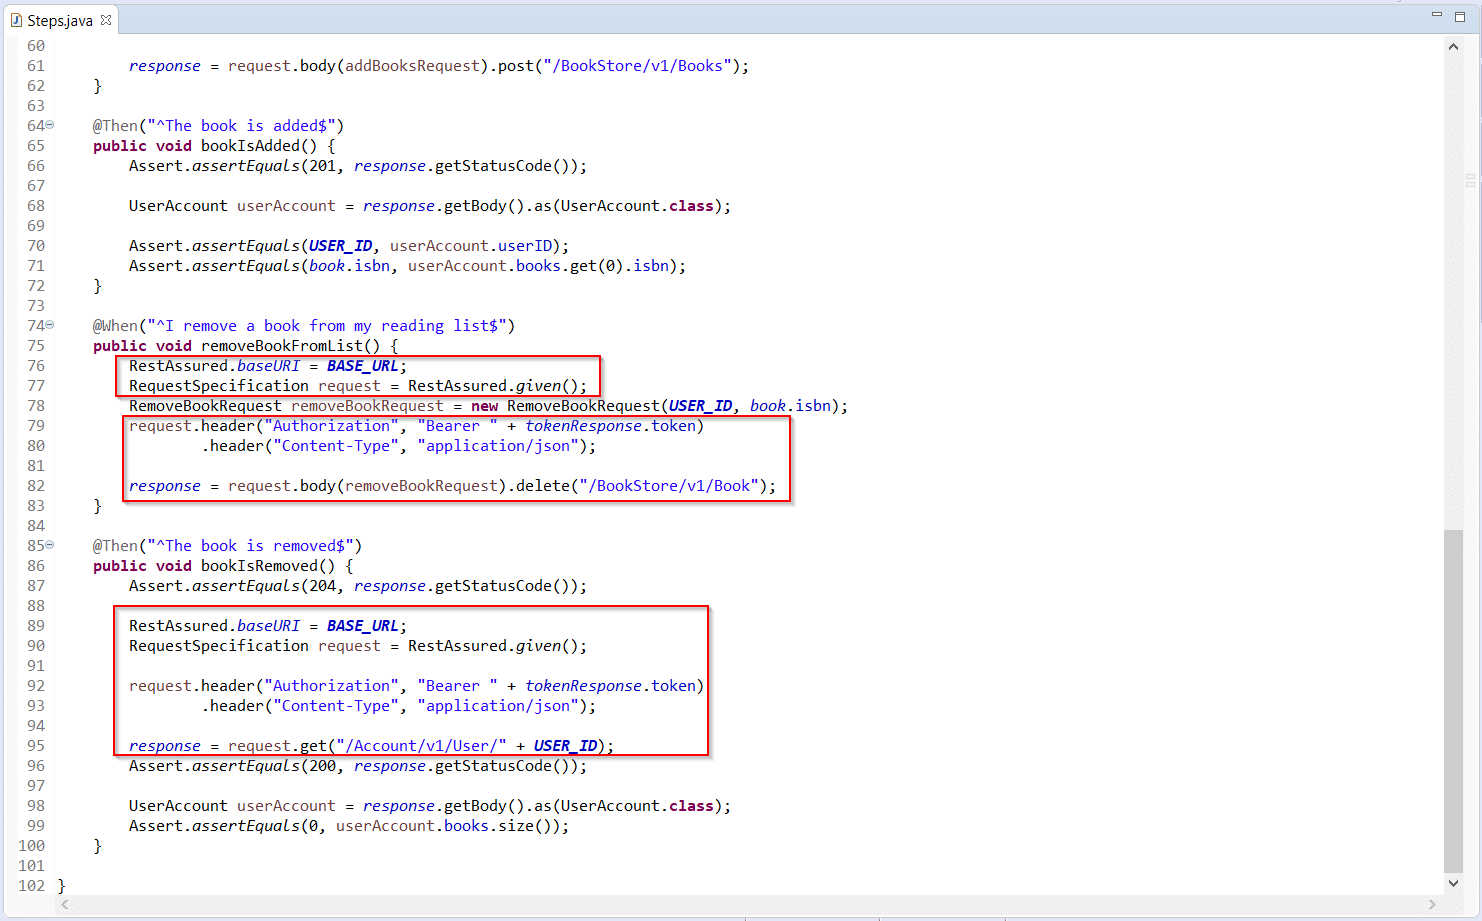 Steps.java
60
61 response = request.body(addBooksRequest).post("/BookStore/v1/Books");
62 }
63
64 @Then("^The book is added$")
65 public void bookIsAdded() {
66 Assert.assertEquals(201, response.getStatusCode());
67
68 UserAccount userAccount = response.getBody().as(UserAccount.class);
69
70 Assert.assertEquals(USER_ID, userAccount.userID);
71 Assert.assertEquals(book.isbn, userAccount.books.get(0).isbn);
72 }
73
74 @When("^I remove a book from my reading list$")
75 public void removeBookFromList() {
76 RestAssured.baseURI = BASE_URL;
77 RequestSpecification request = RestAssured.given();
78 RemoveBookRequest removeBookRequest = new RemoveBookRequest(USER_ID, book.isbn);
79 request.header("Authorization", "Bearer " + tokenResponse.token)
80 .header("Content-Type", "application/json");
81
82 response = request.body(removeBookRequest).delete("/BookStore/v1/Book");
83 }
84
85 @Then("^The book is removed$")
86 public void bookIsRemoved() {
87 Assert.assertEquals(204, response.getStatusCode());
88
89 RestAssured.baseURI = BASE_URL;
90 RequestSpecification request = RestAssured.given();
91
92 request.header("Authorization", "Bearer " + tokenResponse.token)
93 .header("Content-Type", "application/json");
94
95 response = request.get("/Account/v1/User/" + USER_ID);
96 Assert.assertEquals(200, response.getStatusCode());
97
98 UserAccount userAccount = response.getBody().as(UserAccount.class);
99 Assert.assertEquals(0, userAccount.books.size());
100 }
101
102 }